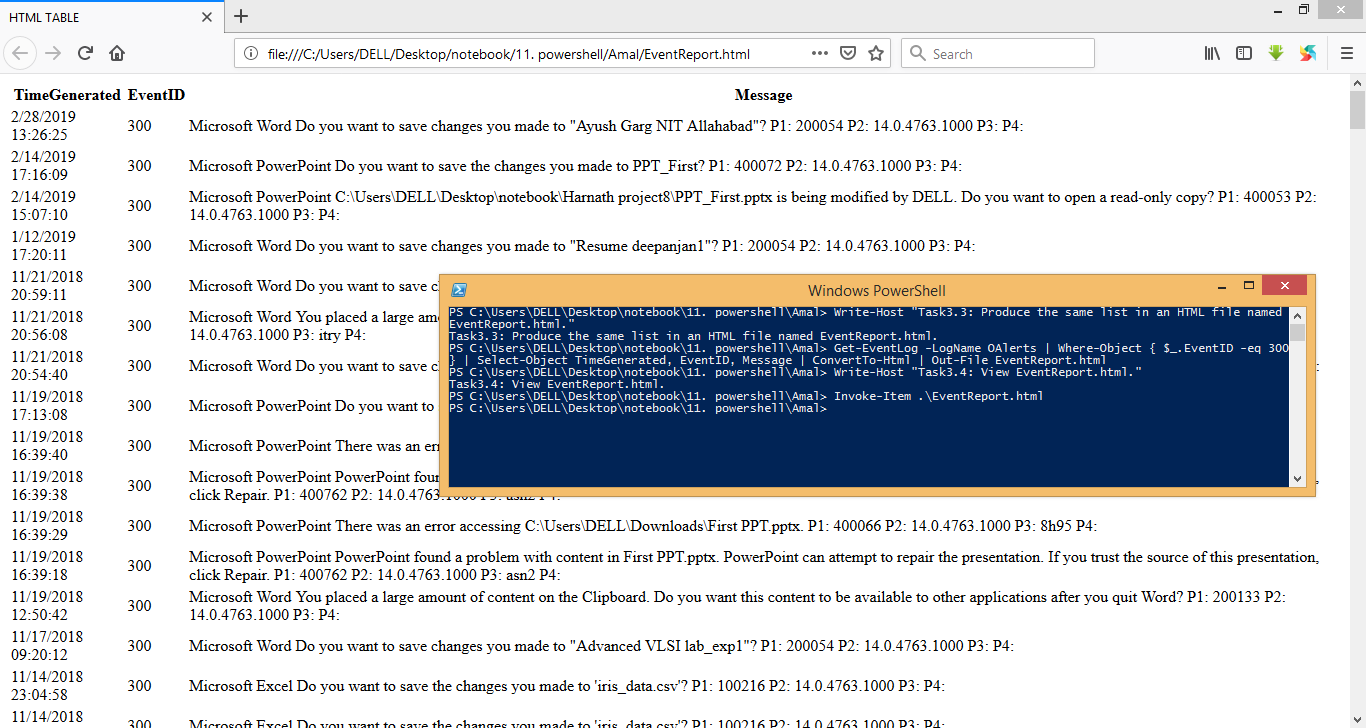 HTML TABLE
file:///C:/Users/DELL/Desktop/notebook/11. powershell/Amal/EventReport.html
Search
TimeGenerated EventID Message
2/28/2019
13:26:25
300
Microsoft Word Do you want to save changes you made to "Ayush Garg NIT Allahabad"? P1: 200054 P2: 14.0.4763.1000 P3: P4:
2/14/2019
17:16:09
300
Microsoft PowerPoint Do you want to save the changes you made to PPT_First? P1: 400072 P2: 14.0.4763.1000 P3: P4:
2/14/2019
15:07:10
300
Microsoft PowerPoint C:\Users\DELL\Desktop\notebook\Harnath project8\PPT_First.pptx is being modified by DELL. Do you want to open a read-only copy? P1: 400053 P2:
14.0.4763.1000 P3: P4:
1/12/2019
17:20:11
300
Microsoft Word Do you want to save changes you made to "Resume deepanjan1"? P1: 200054 P2: 14.0.4763.1000 P3: P4:
11/21/2018
20:59:11
300
Microsoft Word Do you want to save
11/21/2018
20:56:08
300
Microsoft Word You placed a large
14.0.4763.1000 P3: itry P4:
11/21/2018
20:54:40
300
Microsoft Word Do you want to save
11/19/2018
17:13:08
300
Microsoft PowerPoint Do you want to
11/19/2018
16:39:40
300
Microsoft PowerPoint There was an
11/19/2018
16:39:38
300
Microsoft PowerPoint PowerPoint
click Repair. P1: 400762 P2: 14.0.4763.1000 P3: asn2 P4:
11/19/2018
16:39:29
300
Microsoft PowerPoint There was an error accessing C:\Users\DELL\Downloads\First PPT.pptx. P1: 400066 P2: 14.0.4763.1000 P3: 8h95 P4:
11/19/2018
16:39:18
300
Microsoft PowerPoint PowerPoint found a problem with content in First PPT.pptx. PowerPoint can attempt to repair the presentation. If you trust the source of this presentation,
click Repair. P1: 400762 P2: 14.0.4763.1000 P3: asn2 P4:
11/19/2018
12:50:42
300
Microsoft Word You placed a large amount of content on the Clipboard. Do you want this content to be available to other applications after you quit Word? P1: 200133 P2:
14.0.4763.1000 P3: P4:
11/17/2018
09:20:12
300
Microsoft Word Do you want to save changes you made to "Advanced VLSI lab_exp1"? P1: 200054 P2: 14.0.4763.1000 P3: P4:
11/14/2018
23:04:58
300
Microsoft Excel Do you want to save the changes you made to 'iris_data.csv'? P1: 100216 P2: 14.0.4763.1000 P3: P4:
11/14/2018
300
Microsoft Excel Do you want to save the changes you made to 'iris_data.csv'? P1: 100216 P2: 14.0.4763.1000 P3: P4:
Windows PowerShell
PS C:\Users\DELL\Desktop\notebook\11. powershell\Amal> Write-Host "Task3.3: Produce the same list in an HTML file named
EventReport.html."
Task3.3: Produce the same list in an HTML file named EventReport.html.
PS C:\Users\DELL\Desktop\notebook\11. powershell\Amal> Get-EventLog -LogName OAlerts | Where-Object { $_.EventID -eq 300
} | Select-Object TimeGenerated, EventID, Message | ConvertTo-Html | Out-File EventReport.html
PS C:\Users\DELL\Desktop\notebook\11. powershell\Amal> Write-Host "Task3.4: View EventReport.html."
Task3.4: View EventReport.html.
PS C:\Users\DELL\Desktop\notebook\11. powershell\Amal> Invoke-Item .\EventReport.html
PS C:\Users\DELL\Desktop\notebook\11. powershell\Amal>